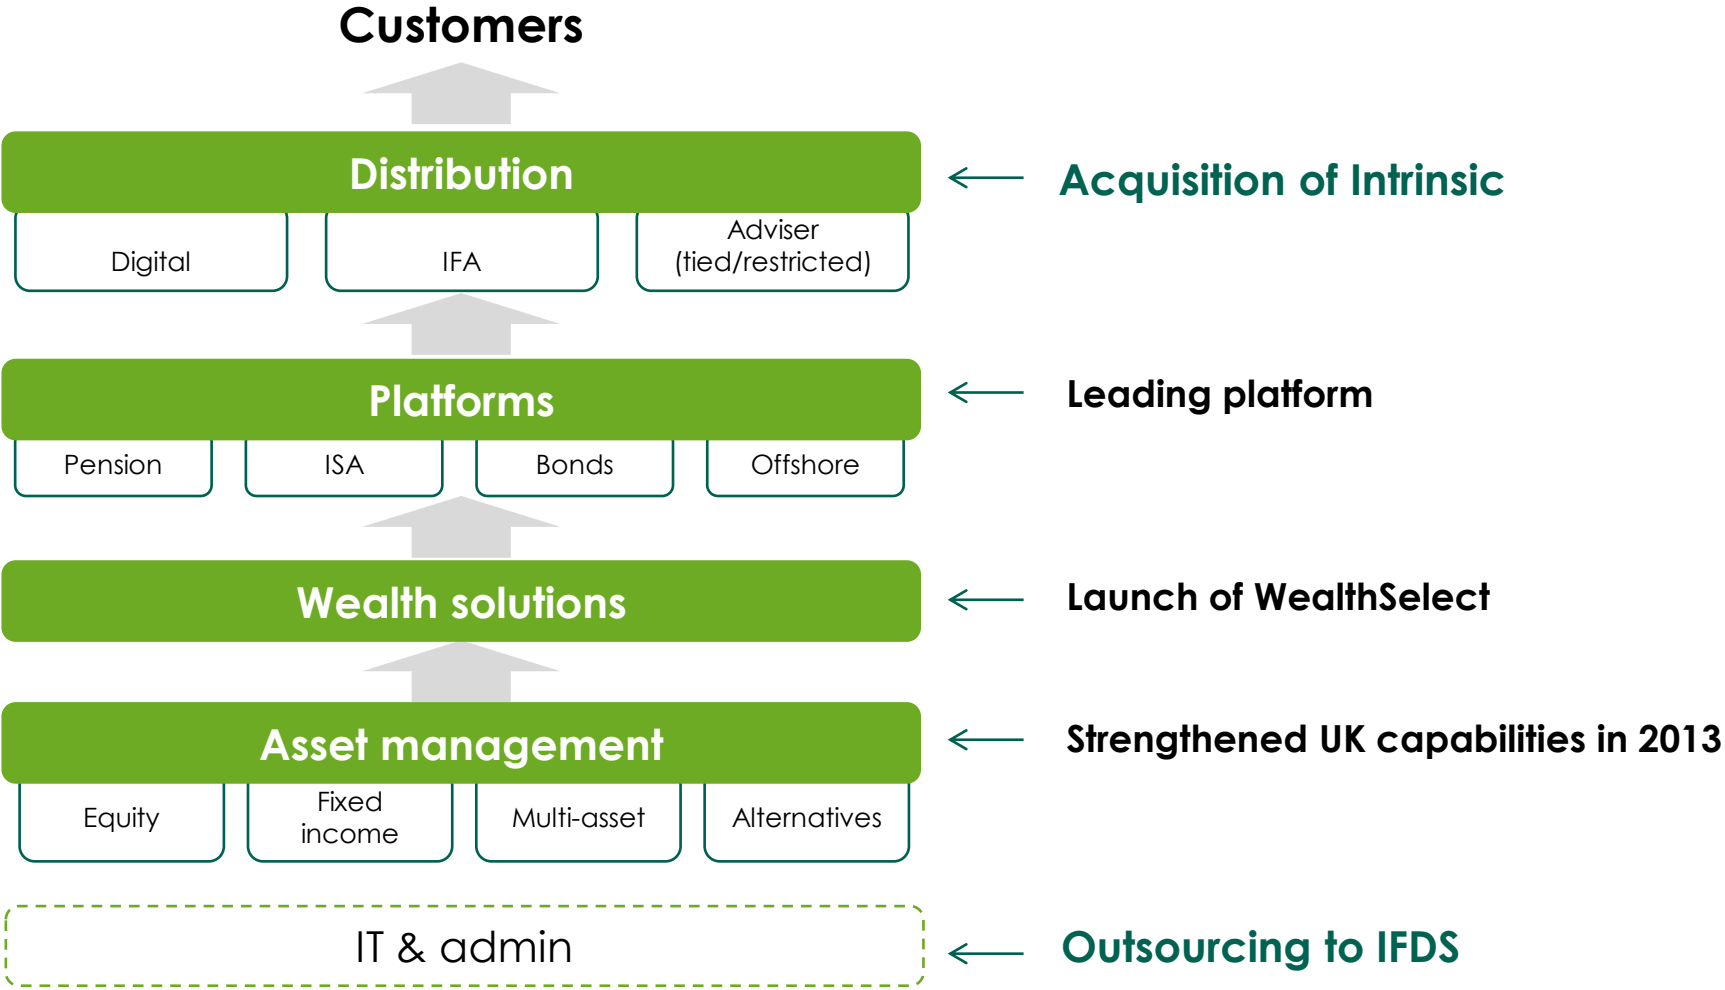 Customers
Distribution
Acquisition of Intrinsic
Digital
IFA
Adviser
(tied/restricted)
Platforms
Leading platform
Pension
ISA
Bonds
Offshore
Wealth solutions
Launch of WealthSelect
Asset management
Strengthened UK capabilities in 2013
Equity
Fixed
income
Multi-asset
Alternatives
IT & admin
Outsourcing to IFDS